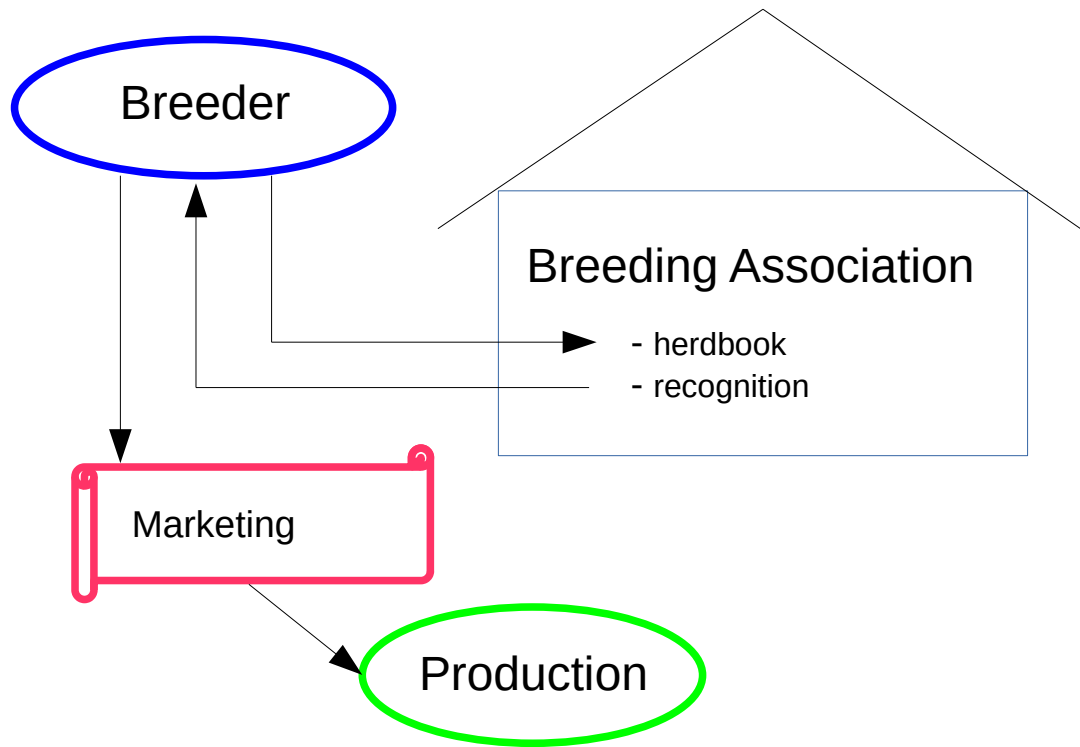 Breeder
Breeding Association
- herdbook
- recognition
Marketing
Production